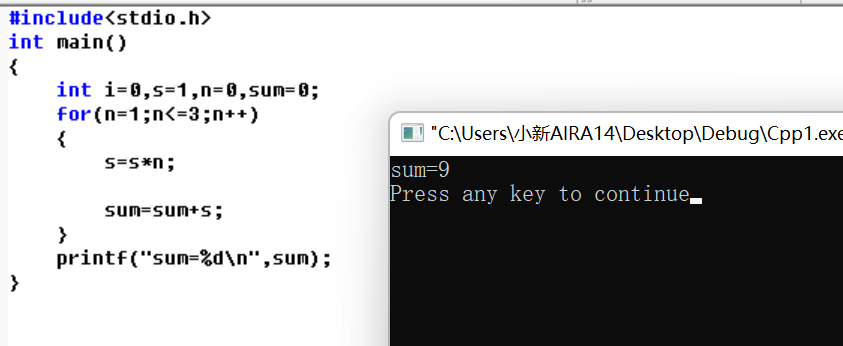 #include<stdio.h>
int main()
{
    int i=0,s=1,n=0,sum=0;
    for(n=1;n<=3;n++)
    {
        s=s*n;
        sum=sum+s;
    }
    printf("sum=%d\n",sum);
}
"C:\Users\小新AIRA14\Desktop\Debug\Cpp1.exe
sum=9
Press any key to continue